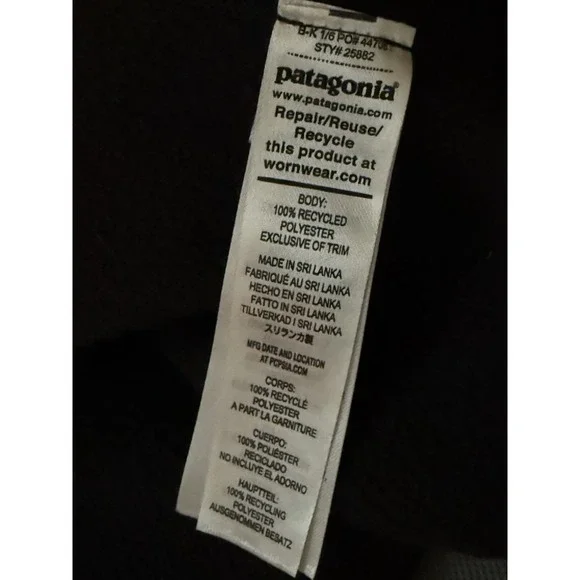 B-K 1/6 PO# 44708
STY# 25882
patagonia®
www.patagonia.com
Repair/Reuse/
Recycle
this product at
wornwear.com
BODY:
100% RECYCLED
POLYESTER
EXCLUSIVE OF TRIM
MADE IN SRI LANKA
FABRIQUÉ AU SRI LANKA
HECHO EN SRI LANKA
FATTO IN SRI LANKA
TILLVERKAD I SRI LANKA
スリランカ製
MFG DATE AND LOCATION
AT PCPSIA.COM
CORPS:
100% RECYCLÉ
POLYESTER
A PART LA GARNITURE
CUERPO:
100% POLIÉSTER
RECICLADO
NO INCLUYE EL ADORNO
HAUPTTEIL:
100% RECYCLING
POLYESTER
AUSGENOMMEN BESATZ